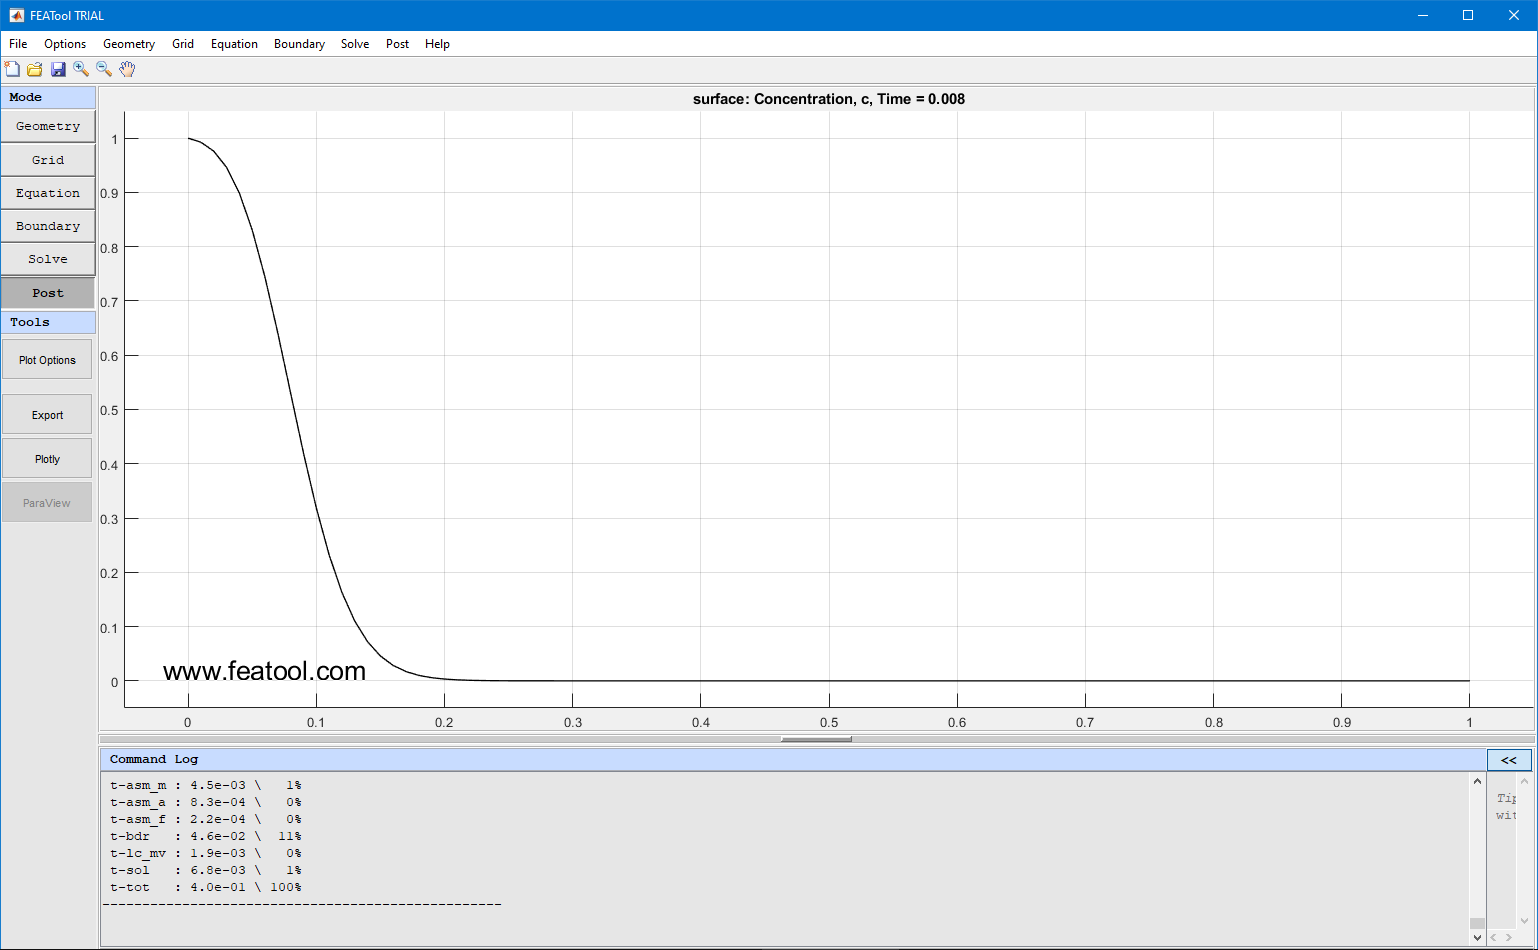 FEATool TRIAL
File Options Geometry Grid Equation Boundary Solve Post Help
Mode
Geometry
Grid
Equation
Boundary
Solve
Post
Tools
Plot Options
Export
Plotly
ParaView
surface: Concentration, c, Time = 0.008
1
0.9
0.8
0.7
0.6
0.5
0.4
0.3
0.2
0.1
0
www.featool.com
0 0.1 0.2 0.3 0.4 0.5 0.6 0.7 0.8 0.9 1
Command Log
<<
t-asm_m : 4.5e-03 \ 1%
t-asm_a : 8.3e-04 \ 0%
t-asm_f : 2.2e-04 \ 0%
t-bdr : 4.6e-02 \ 11%
t-lc_mv : 1.9e-03 \ 0%
t-sol : 6.8e-03 \ 1%
t-tot : 4.0e-01 \ 100%
--------------------------------------------------
Tip
wit